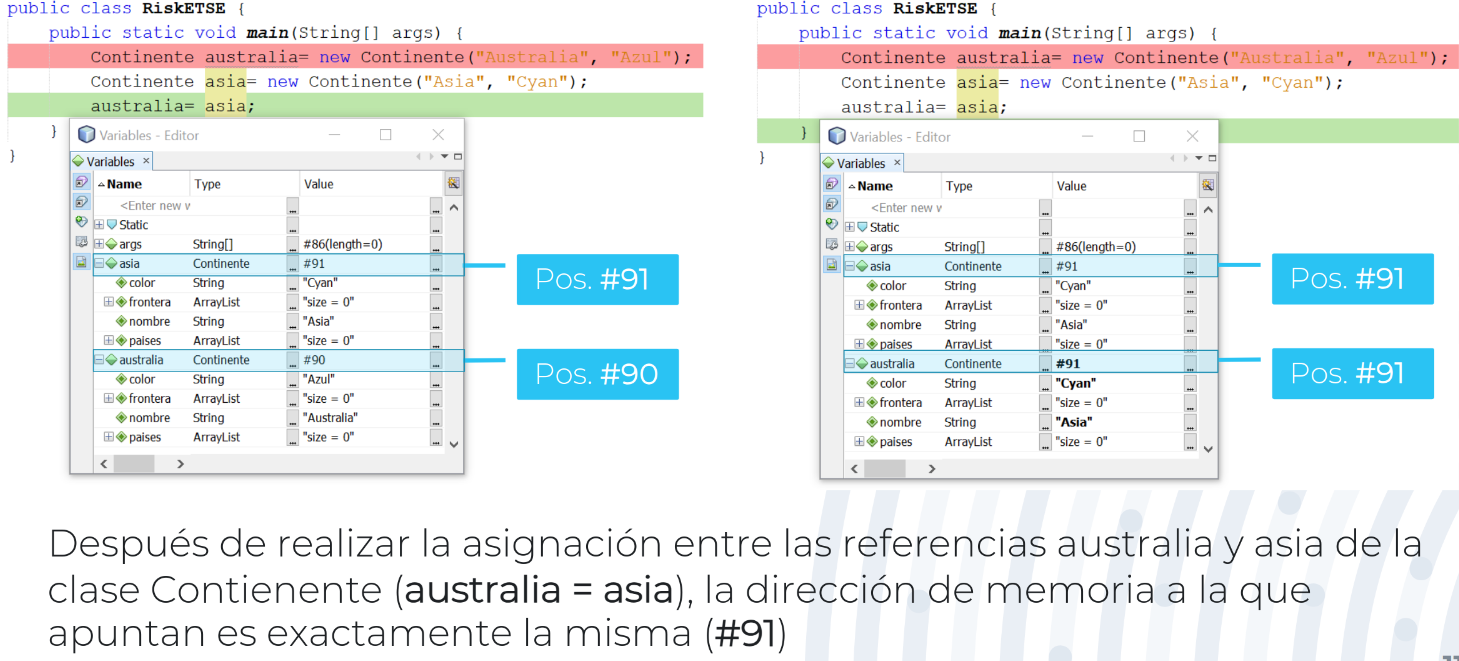 public class RiskETSE {
public static void main(String[] args) {
Continente australia= new Continente("Australia", "Azul");
Continente asia= new Continente("Asia", "Cyan");
australia= asia;
}
}
Variables - Editor
Variables ×
Name Type Value
<Enter new v
Static
args String[] #86(length=0)
asia Continente #91
color String "Cyan"
frontera ArrayList "size = 0"
nombre String "Asia"
paises ArrayList "size = 0"
australia Continente #90
color String "Azul"
frontera ArrayList "size = 0"
nombre String "Australia"
paises ArrayList "size = 0"
Pos. #91
Pos. #90
public class RiskETSE {
public static void main(String[] args) {
Continente australia= new Continente("Australia", "Azul");
Continente asia= new Continente("Asia", "Cyan");
australia= asia;
}
}
Variables - Editor
Variables ×
Name Type Value
<Enter new v
Static
args String[] #86(length=0)
asia Continente #91
color String "Cyan"
frontera ArrayList "size = 0"
nombre String "Asia"
paises ArrayList "size = 0"
australia Continente #91
color String "Cyan"
frontera ArrayList "size = 0"
nombre String "Asia"
paises ArrayList "size = 0"
Pos. #91
Pos. #91
Después de realizar la asignación entre las referencias australia y asia de la
clase Contienente (australia = asia), la dirección de memoria a la que
apuntan es exactamente la misma (#91)